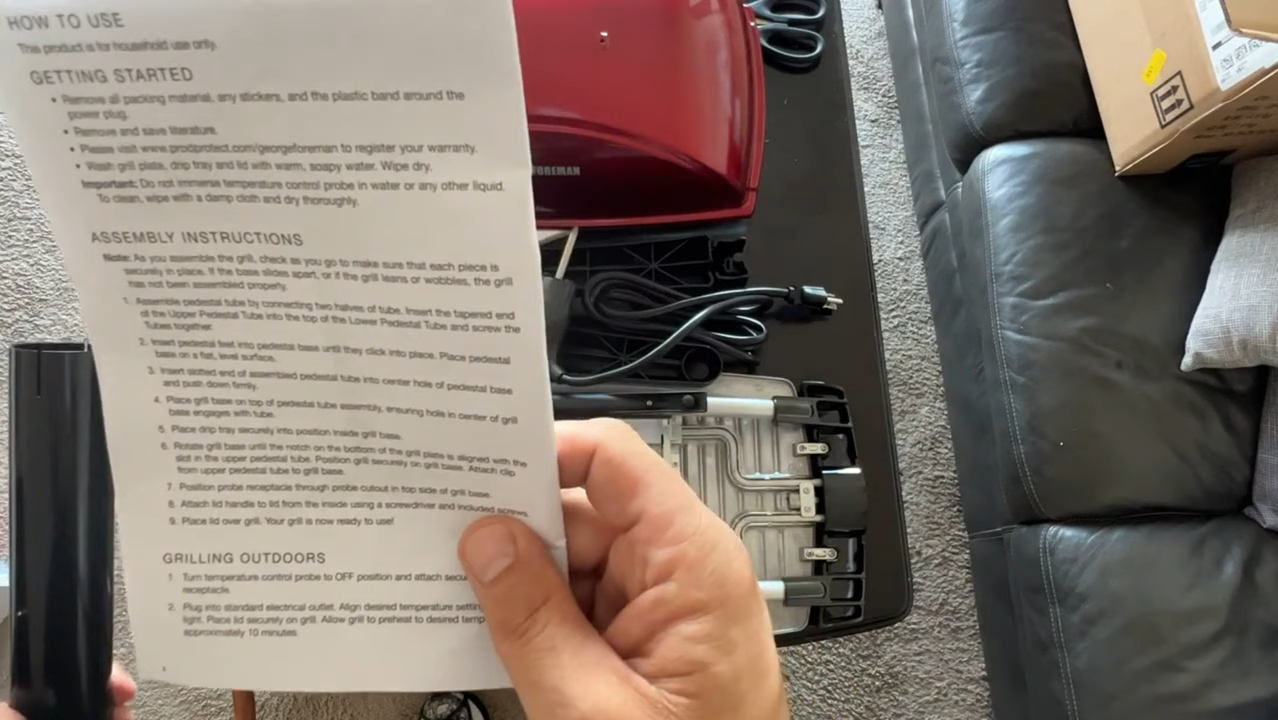 HOW TO USE
This product is for household use only.
GETTING STARTED
• Remove all packing material, any stickers, and the plastic band around the
power plug.
• Remove and save literature.
• Please visit www.prodprotect.com/georgeforeman to register your warranty.
• Wash grill plate, drip tray and lid with warm, soapy water. Wipe dry.
Important: Do not immerse temperature control probe in water or any other liquid.
To clean, wipe with a damp cloth and dry thoroughly.
ASSEMBLY INSTRUCTIONS
Note: As you assemble the grill, check as you go to make sure that each piece is
securely in place. If the base slides apart, or if the grill leans or wobbles, the grill
has not been assembled properly.
1. Assemble pedestal tube by connecting two halves of tube. Insert the tapered end
of the Upper Pedestal Tube into the top of the Lower Pedestal Tube and screw the
Tubes together.
2. Insert pedestal feet into pedestal base until they click into place. Place pedestal
base on a flat, level surface.
3. Insert slotted end of assembled pedestal tube into center hole of pedestal base
and push down firmly.
4. Place grill base on top of pedestal tube assembly, ensuring hole in center of grill
base engages with tube.
5. Place drip tray securely into position inside grill base.
6. Rotate grill base until the notch on the bottom of the grill plate is aligned with the
slot in the upper pedestal tube. Position grill securely on grill base. Attach clip
from upper pedestal tube to grill base.
7. Position probe receptacle through probe cutout in top side of grill base.
8. Attach lid handle to lid from the inside using a screwdriver and included screws.
9. Place lid over grill. Your grill is now ready to use!
GRILLING OUTDOORS
1. Turn temperature control probe to OFF position and attach secu
receptacle.
2. Plug into standard electrical outlet. Align desired temperature settin
light. Place lid securely on grill. Allow grill to preheat to desired temp
approximately 10 minutes.
FOREMAN